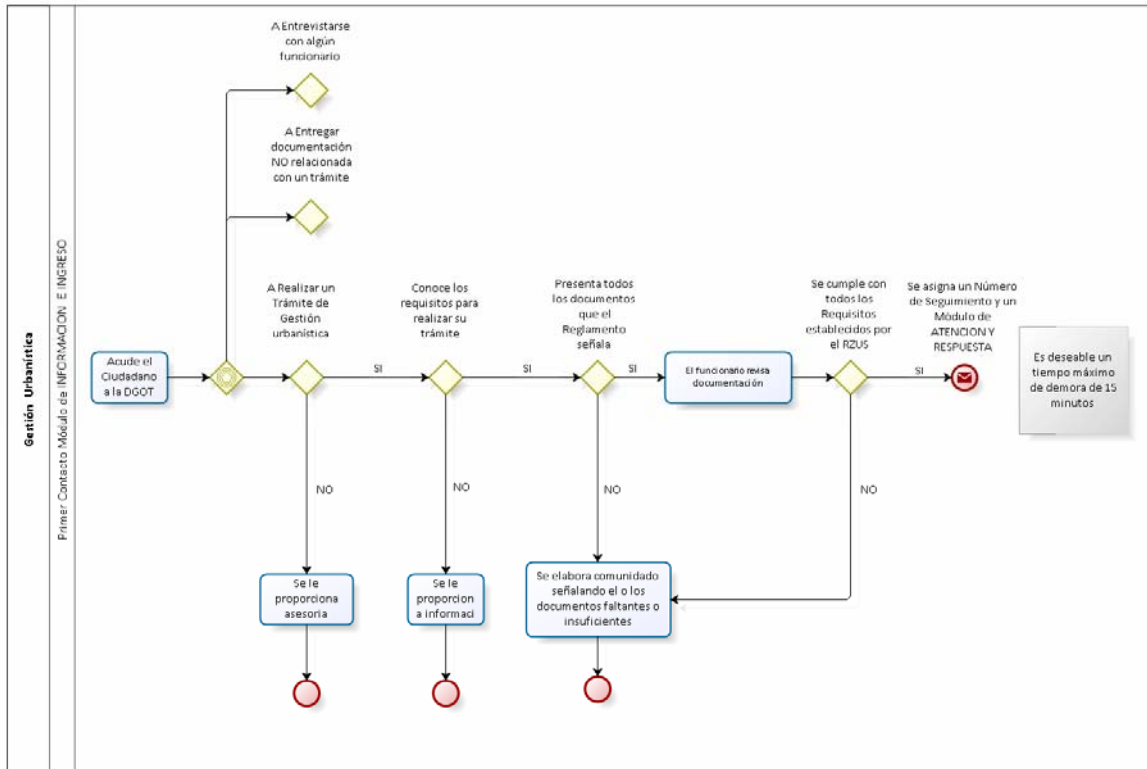 Gestión Urbanística
Primer Contacto Módulo de INFORMACION E INGRESO
A Entrevistarse
con algún
funcionario
A Entregar
documentación
NO relacionada
con un trámite
A Realizar un
Trámite de
Gestión
urbanística
Conoce los
requisitos para
realizar su
trámite
Presenta todos
los documentos
que el
Reglamento
señala
Se cumple con
todos los
Requisitos
establecidos por
el RZUS
Se asigna un Número
de Seguimiento y un
Módulo de
ATENCION Y
RESPUESTA
Acude el
Ciudadano
a la DGOT
SI
SI
SI
El funcionario revisa
documentación
SI
Es deseable un
tiempo máximo
de demora de 15
minutos
NO
NO
NO
NO
Se le
proporciona
asesoria
Se le
proporcion
a informaci
Se elabora comunidado
señalando el o los
documentos faltantes o
insuficientes